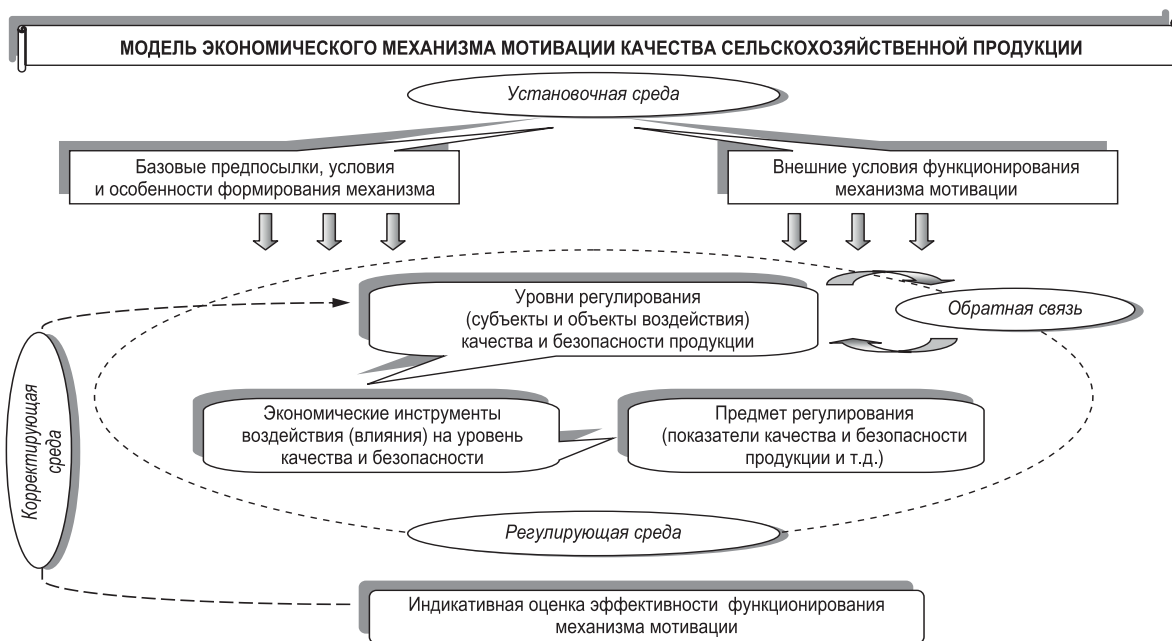 МОДЕЛЬ ЭКОНОМИЧЕСКОГО МЕХАНИЗМА МОТИВАЦИИ КАЧЕСТВА СЕЛЬСКОХОЗЯЙСТВЕННОЙ ПРОДУКЦИИ
Установочная среда
Базовые предпосылки, условия
и особенности формирования механизма
Внешние условия функционирования
механизма мотивации
Уровни регулирования
(субъекты и объекты воздействия)
качества и безопасности продукции
Обратная связь
Корректирующая
среда
Экономические инструменты
воздействия (влияния) на уровень
качества и безопасности
Предмет регулирования
(показатели качества и безопасности
продукции и т.д.)
Регулирующая среда
Индикативная оценка эффективности функционирования
механизма мотивации